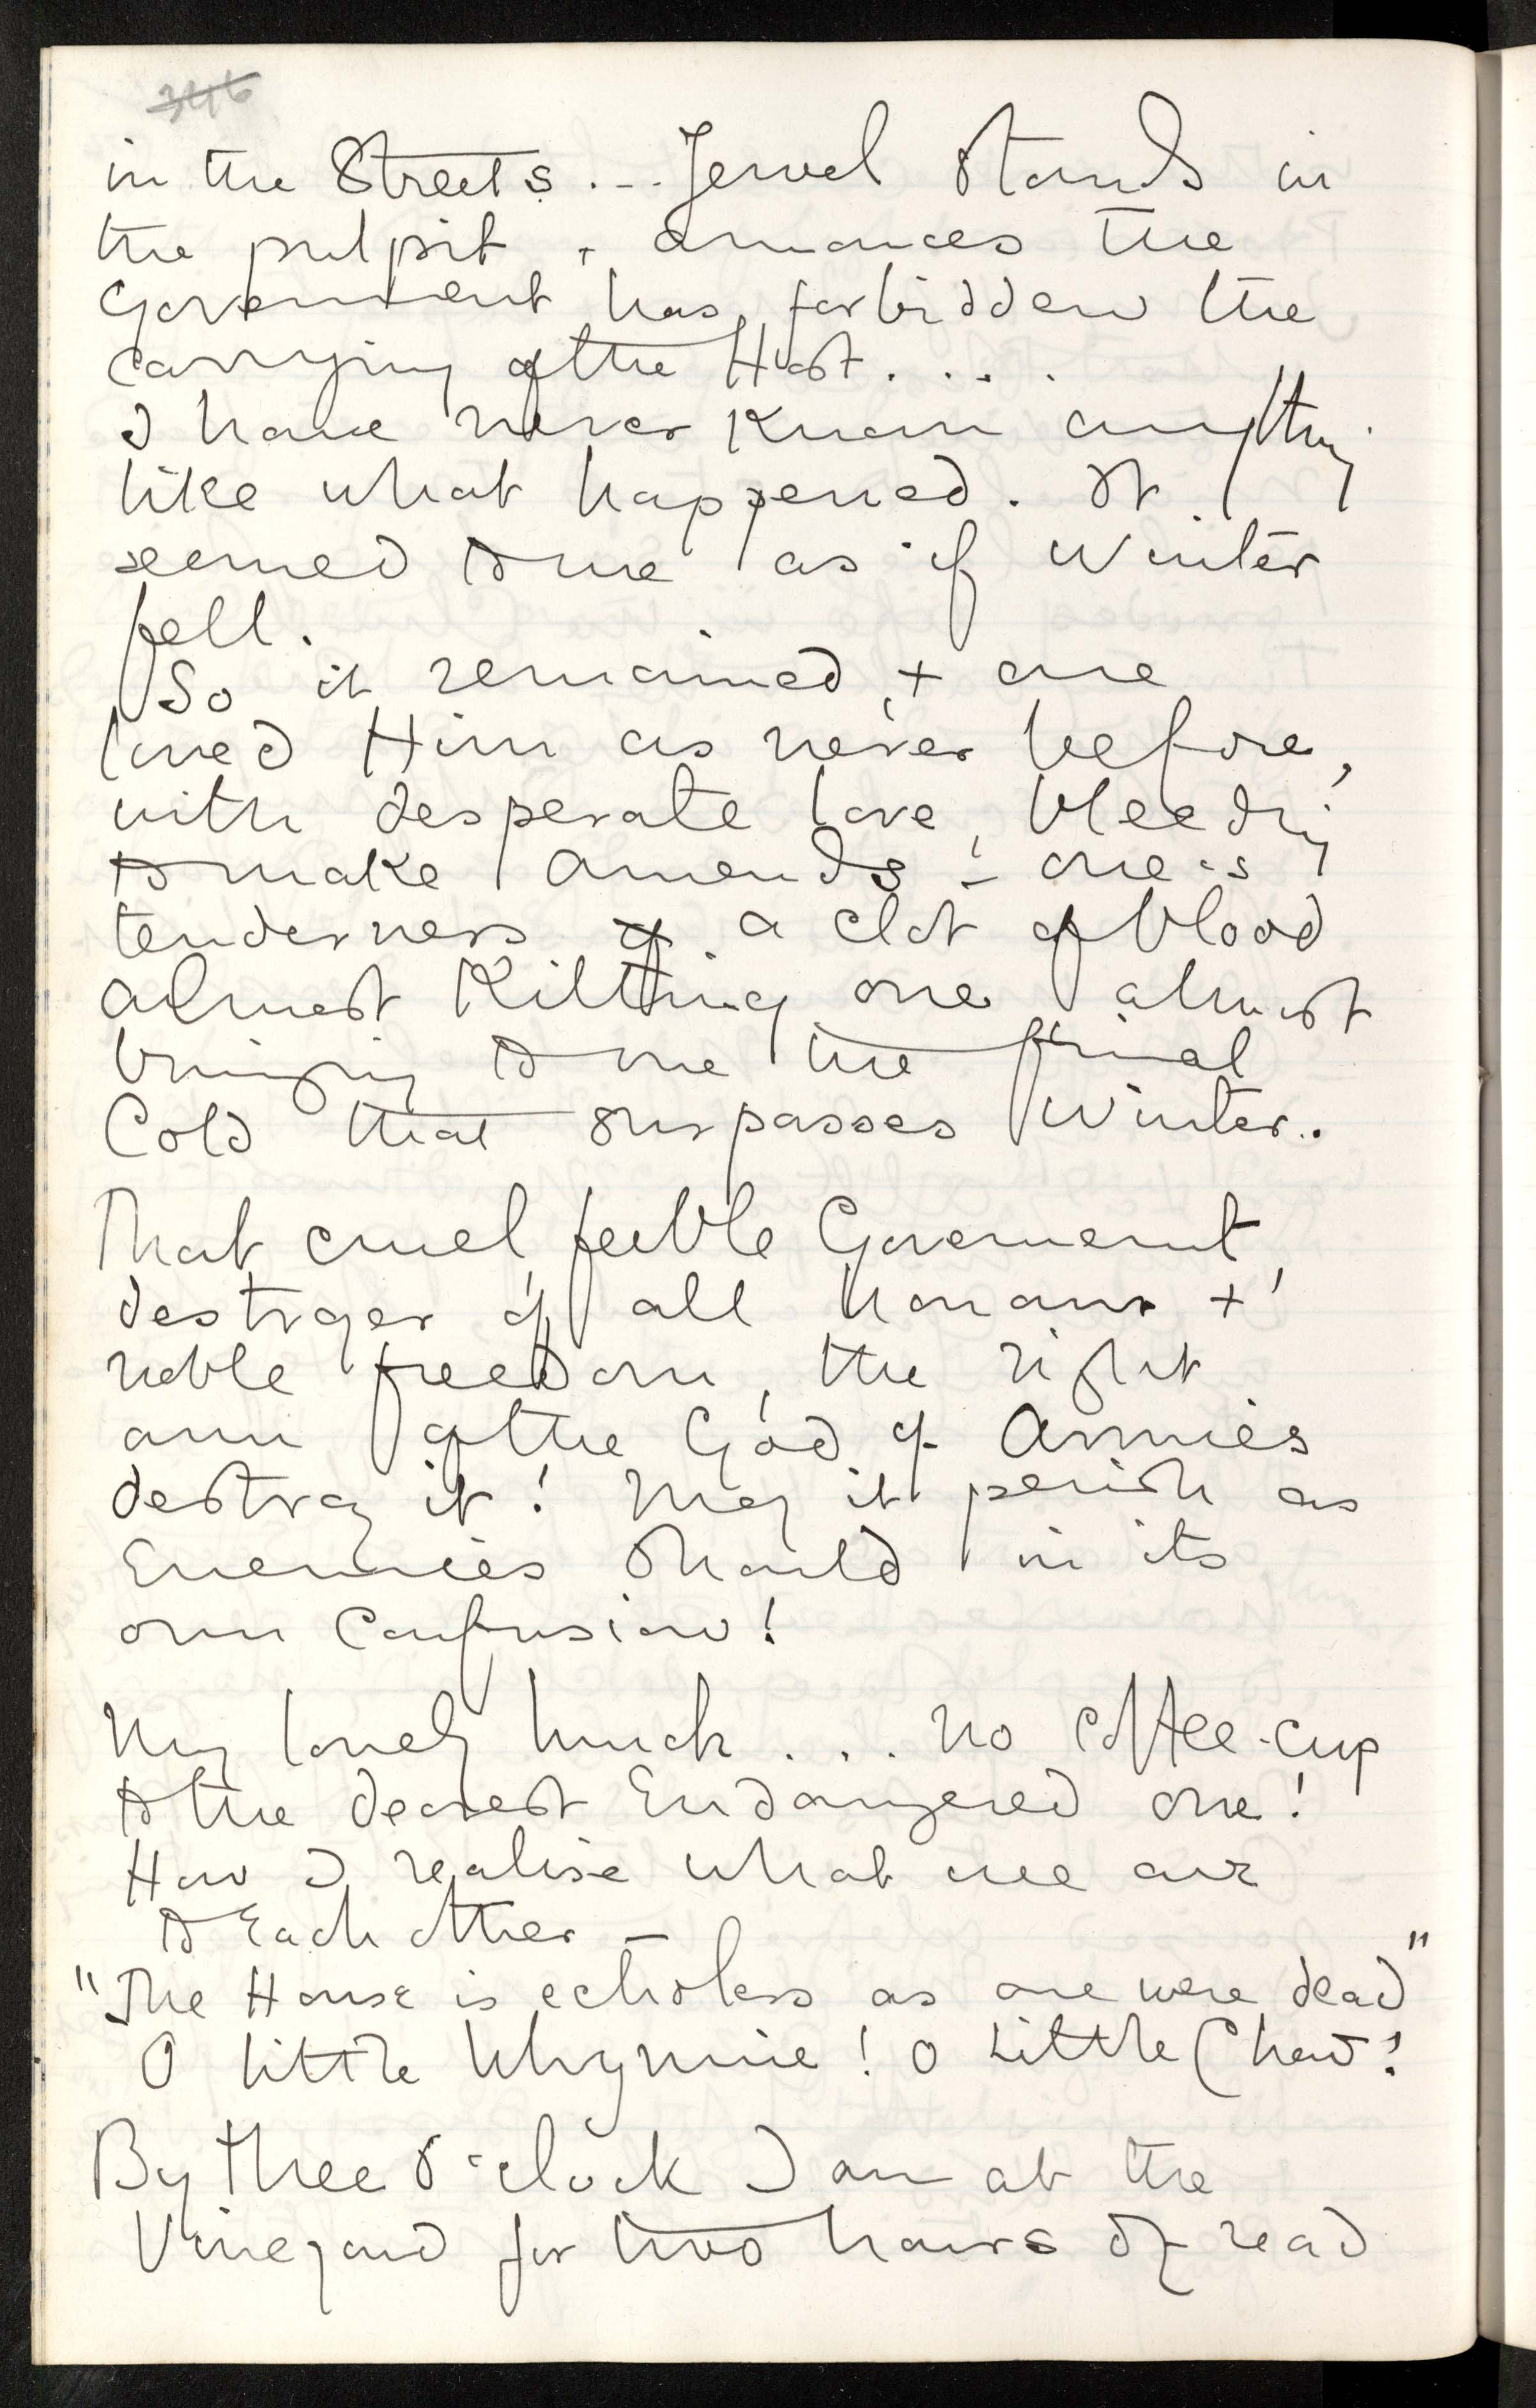 346
in the Streets . _ . Jewel stands in
the pulpit + announces the
Government has forbidden the
carrying of the Host . . . .
I have never known anything
like what happened. It
seemed to me as if Winter
fell.
So it remained, + one
loved Him as never before,
with desperate love, bleeding
to make amends! - one's
tenderness a clot of blood
almost killing one almost
bringing to one the final
Cold that surpasses Winter.
That cruel, feeble Government,
destroyer of all honour +
noble freedom, the right
arm of the God of Armies
destroy it! May it perish as
Enemies should in its
own Confusion!
My lonely lunch . . . no coffee-cup
to the dearest Endangered one!
How I realise what we are
to Each other —
"The House is echoless as one were dead"
O little Whymmie! O Little Chow!
By three o'clock I am at the
Vineyard for two hours of read